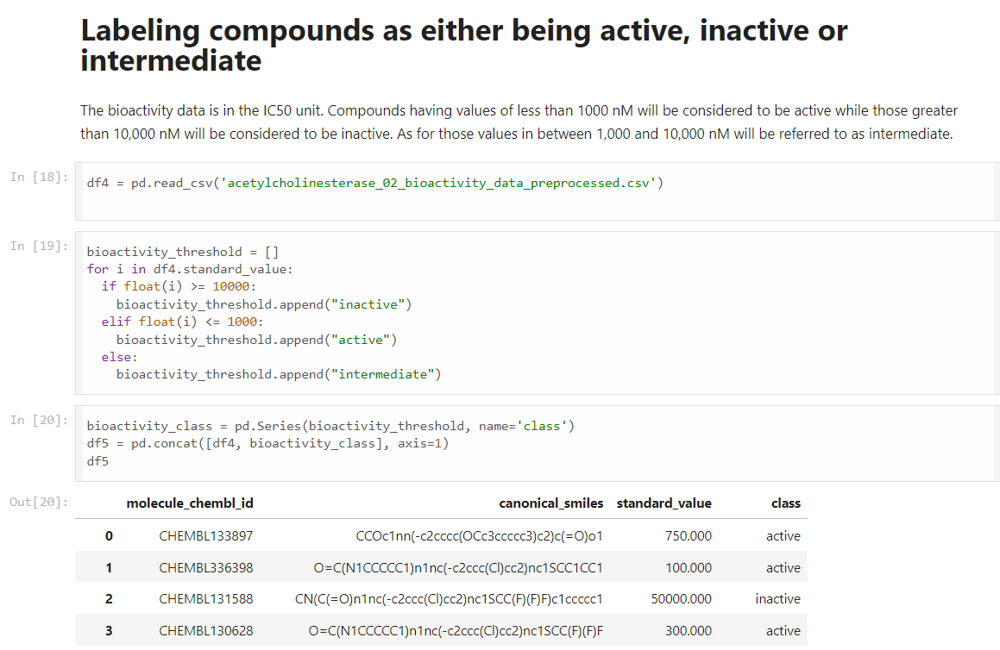 Labeling compounds as either being active, inactive or
intermediate
The bioactivity data is in the IC50 unit. Compounds having values of less than 1000 nM will be considered to be active while those greater
than 10,000 nM will be considered to be inactive. As for those values in between 1,000 and 10,000 nM will be referred to as intermediate.
In [18]: df4 = pd.read_csv('acetylcholinesterase_02_bioactivity_data_preprocessed.csv')
In [19]: bioactivity_threshold = []
for i in df4.standard_value:
  if float(i) >= 10000:
    bioactivity_threshold.append("inactive")
  elif float(i) <= 1000:
    bioactivity_threshold.append("active")
  else:
    bioactivity_threshold.append("intermediate")
In [20]: bioactivity_class = pd.Series(bioactivity_threshold, name='class')
df5 = pd.concat([df4, bioactivity_class], axis=1)
df5
Out[20]: molecule_chembl_id canonical_smiles standard_value class
0 CHEMBL133897 CCOc1nn(-c2cccc(OCc3ccccc3)c2)c(=O)o1 750.000 active
1 CHEMBL336398 O=C(N1CCCCC1)n1nc(-c2ccc(Cl)cc2)nc1SCC1CC1 100.000 active
2 CHEMBL131588 CN(C(=O)n1nc(-c2ccc(Cl)cc2)nc1SCC(F)(F)F)c1ccccc1 50000.000 inactive
3 CHEMBL130628 O=C(N1CCCCC1)n1nc(-c2ccc(Cl)cc2)nc1SCC(F)(F)F 300.000 active